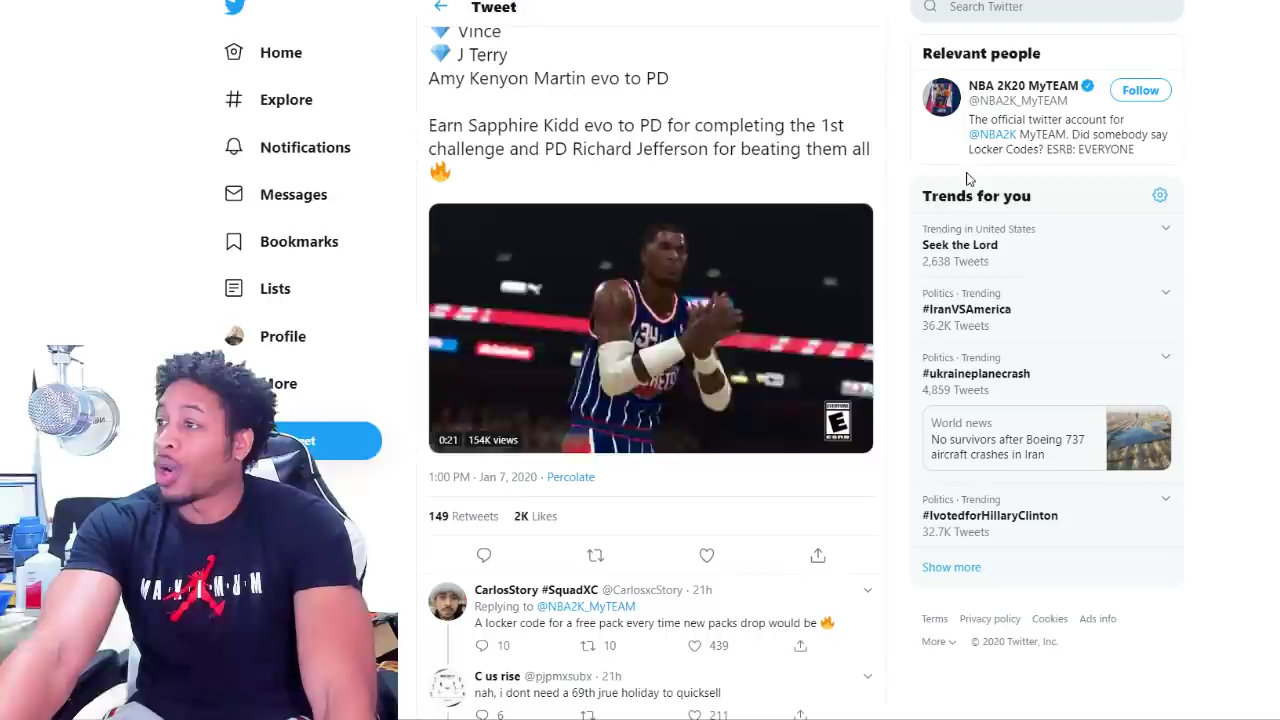 Tweet
Search Twitter
💎 Vince
💎 J Terry
Amy Kenyon Martin evo to PD
Earn Sapphire Kidd evo to PD for completing the 1st
challenge and PD Richard Jefferson for beating them all
🔥
34
EVERYONE
E
ESRB
0:21 154K views
1:00 PM · Jan 7, 2020 · Percolate
149 Retweets 2K Likes
CarlosStory #SquadXC @CarlosxcStory · 21h
Replying to @NBA2K_MyTEAM
A locker code for a free pack every time new packs drop would be 🔥
10 10 439
C us rise @pjpmxsubx · 21h
nah, i dont need a 69th jrue holiday to quicksell
6 211
Home
Explore
Notifications
Messages
Bookmarks
Lists
Profile
ore
eet
Relevant people
NBA 2K20 MyTEAM
@NBA2K_MyTEAM
Follow
The official twitter account for
@NBA2K MyTEAM. Did somebody say
Locker Codes? ESRB: EVERYONE
Trends for you
Trending in United States
Seek the Lord
2,638 Tweets
Politics · Trending
#IranVSAmerica
36.2K Tweets
Politics · Trending
#ukraineplanecrash
4,859 Tweets
World news
No survivors after Boeing 737
aircraft crashes in Iran
Politics · Trending
#IvotedforHillaryClinton
32.7K Tweets
Show more
Terms Privacy policy Cookies Ads info
More © 2020 Twitter, Inc.